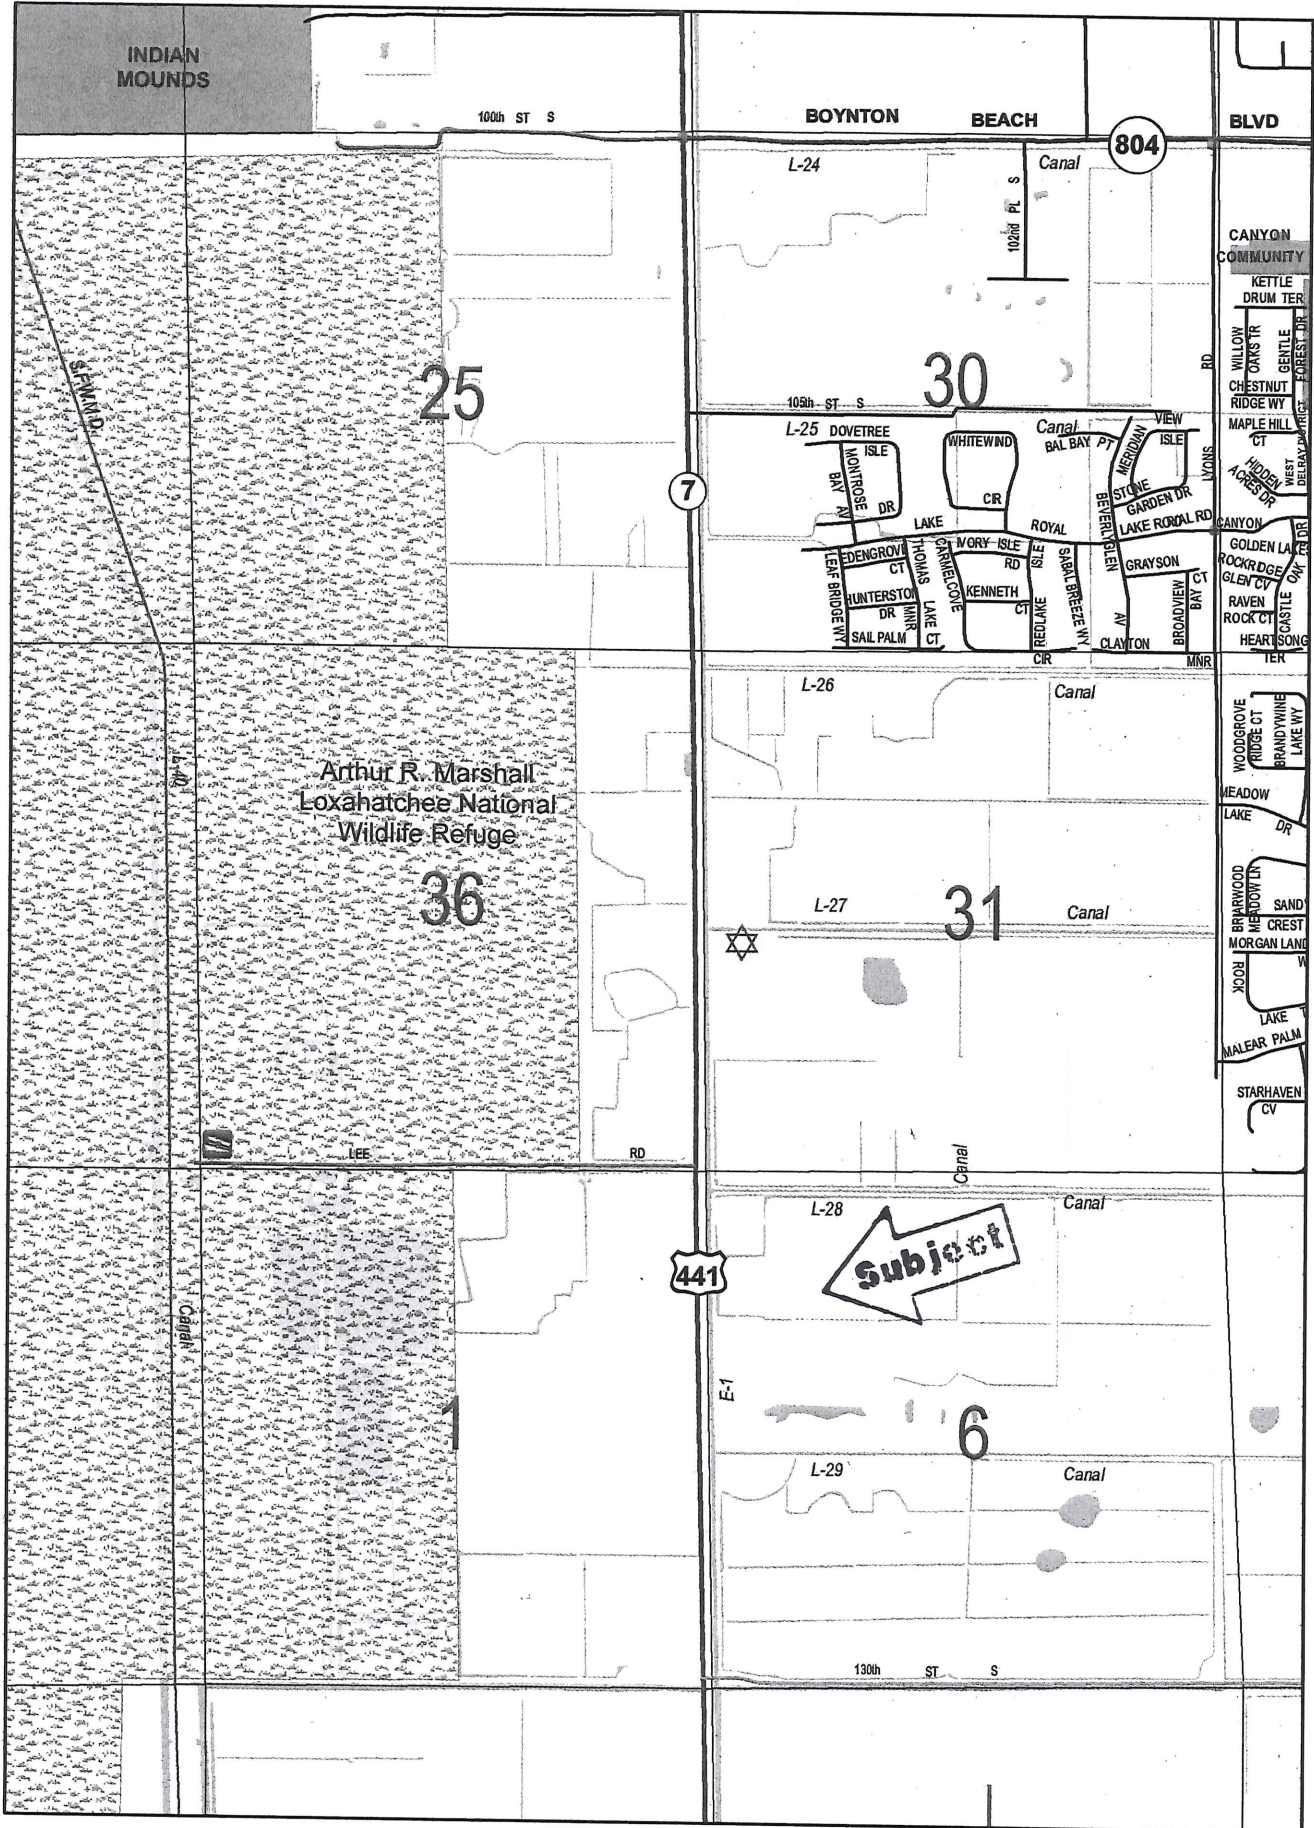 INDIAN
MOUNDS
100th ST S
BOYNTON BEACH BLVD
804
L-24
Canal
102nd PL S
CANYON
COMMUNITY
KETTLE
DRUM TER
WILLOW
OAKS TR
GENTLE
FOREST DR
CHESTNUT
RIDGE WY
MAPLE HILL
CT
HIDDEN
ACRES DR
WEST
DELRAY DISTRICT
RD
LYONS
S.F.W.M.D.
25
30
105th ST S
L-25
Canal
DOVETREE
ISLE
MONTROSE
BAY
AV
DR
WHITEWIND
CIR
BAL BAY PT
MERIDIAN
VIEW
ISLE
STONE
GARDEN DR
7
LAKE ROYAL
LAKE ROYAL RD
BEVERLY GLEN
AV
CANYON
GOLDEN LAKE
ROCKRIDGE
GLEN CV
OAK
DR
RAVEN
ROCK CT
CASTLE
HEARTSONG
TER
EDENGROVE
CT
THOMAS
LAKE
CT
CARMELCOVE
IVORY ISLE
RD
ISLE
REDLAKE
SABAL BREEZE WY
GRAYSON
CT
BROADVIEW
BAY
LEAF BRIDGE WY
HUNTERSTON
DR
MNR
KENNETH
CT
SAIL PALM
CIR
CLAYTON
MNR
L-26
Canal
WOODGROVE
RIDGE CT
BRANDYWINE
LAKE WY
L-40
Arthur R. Marshall
Loxahatchee National
Wildlife Refuge
MEADOW
LAKE DR
36
31
L-27
Canal
BRIARWOOD
MEADOW LN
SAND
CREST
MORGAN LAND
W
ROCK
LAKE
MALEAR PALM
STARHAVEN
CV
LEE RD
Canal
L-28
Canal
Subject
441
Canal
E-1
1
6
L-29
Canal
130th ST S